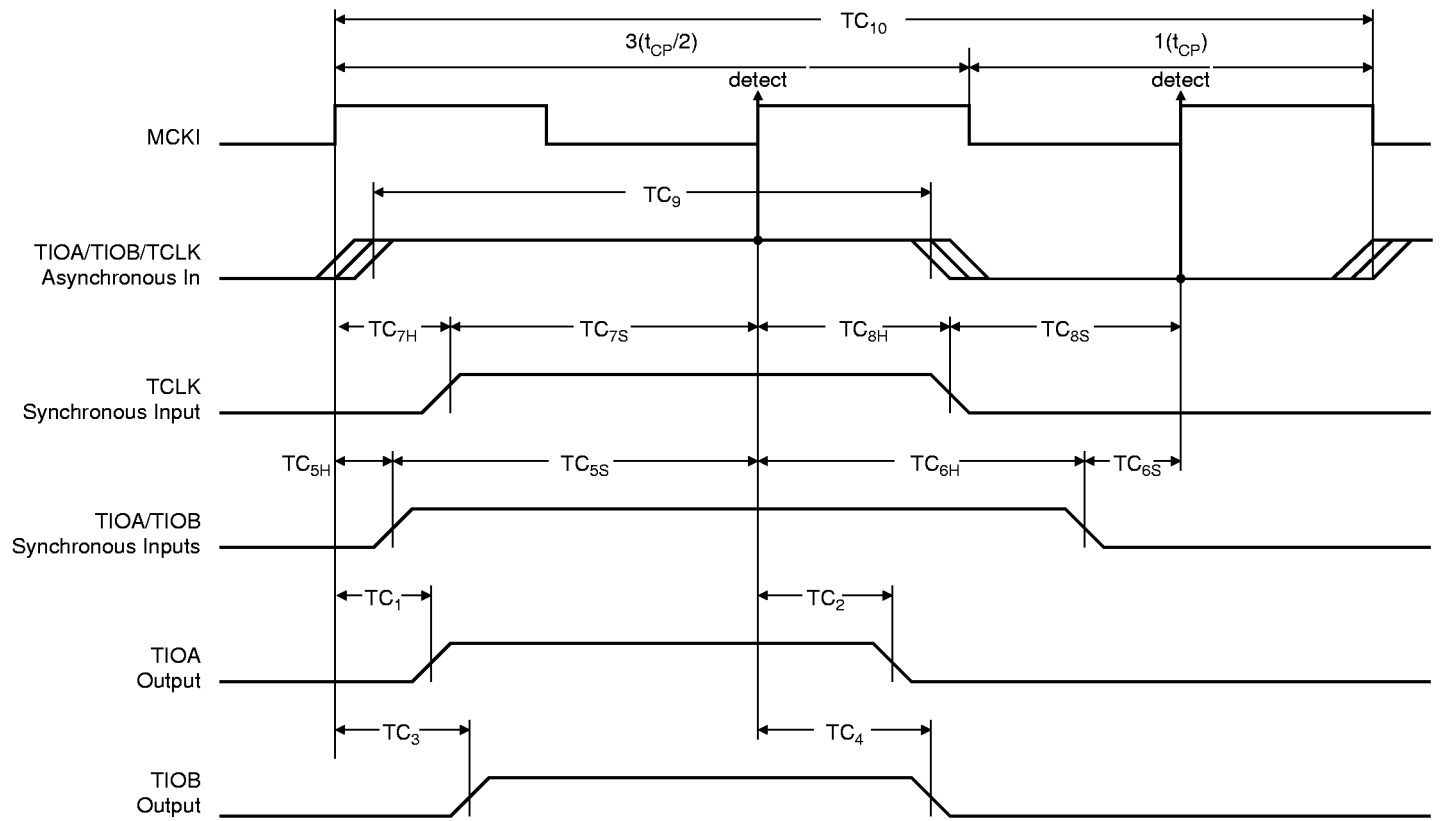 TC10
3(tCP/2)
1(tCP)
detect
detect
MCKI
TC9
TIOA/TIOB/TCLK
Asynchronous In
TC7H
TC7S
TC8H
TC8S
TCLK
Synchronous Input
TC5H
TC5S
TC6H
TC6S
TIOA/TIOB
Synchronous Inputs
TC1
TC2
TIOA
Output
TC3
TC4
TIOB
Output